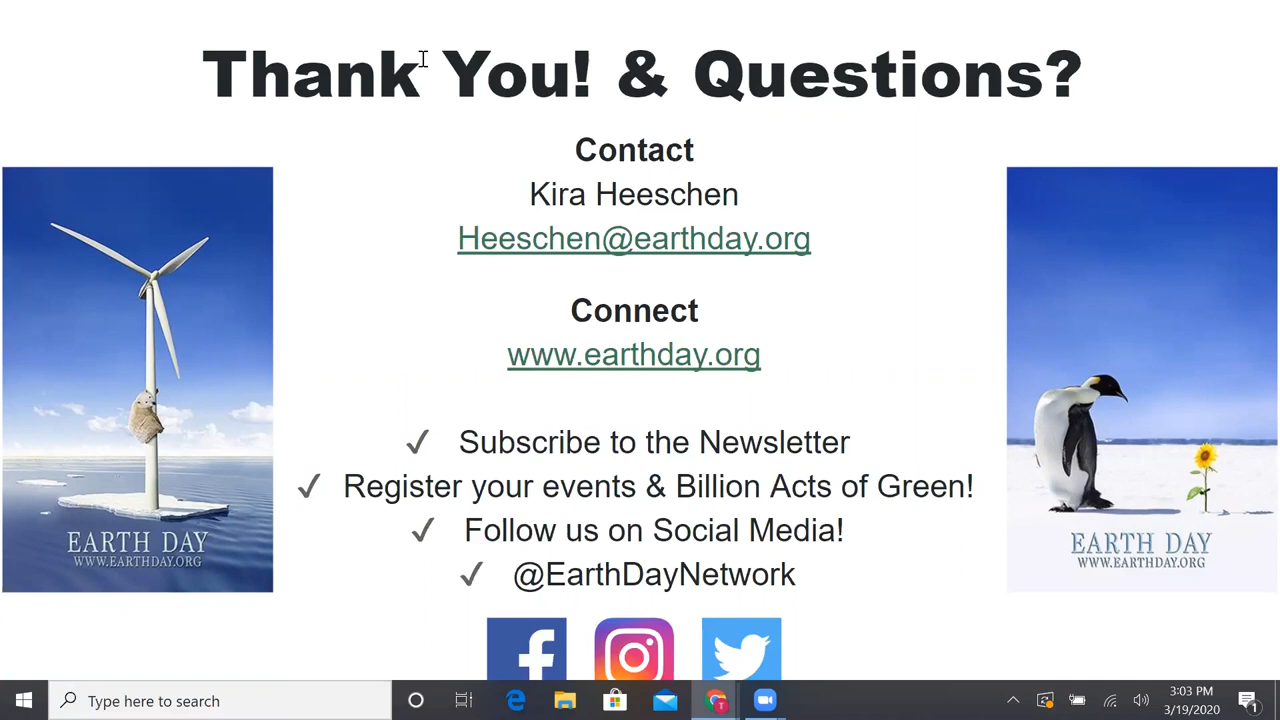 Thank You! & Questions?
Contact
Kira Heeschen
Heeschen@earthday.org
Connect
www.earthday.org
✓ Subscribe to the Newsletter
✓ Register your events & Billion Acts of Green!
✓ Follow us on Social Media!
✓ @EarthDayNetwork
EARTH DAY
WWW.EARTHDAY.ORG
EARTH DAY
WWW.EARTHDAY.ORG
Type here to search
3:03 PM
3/19/2020